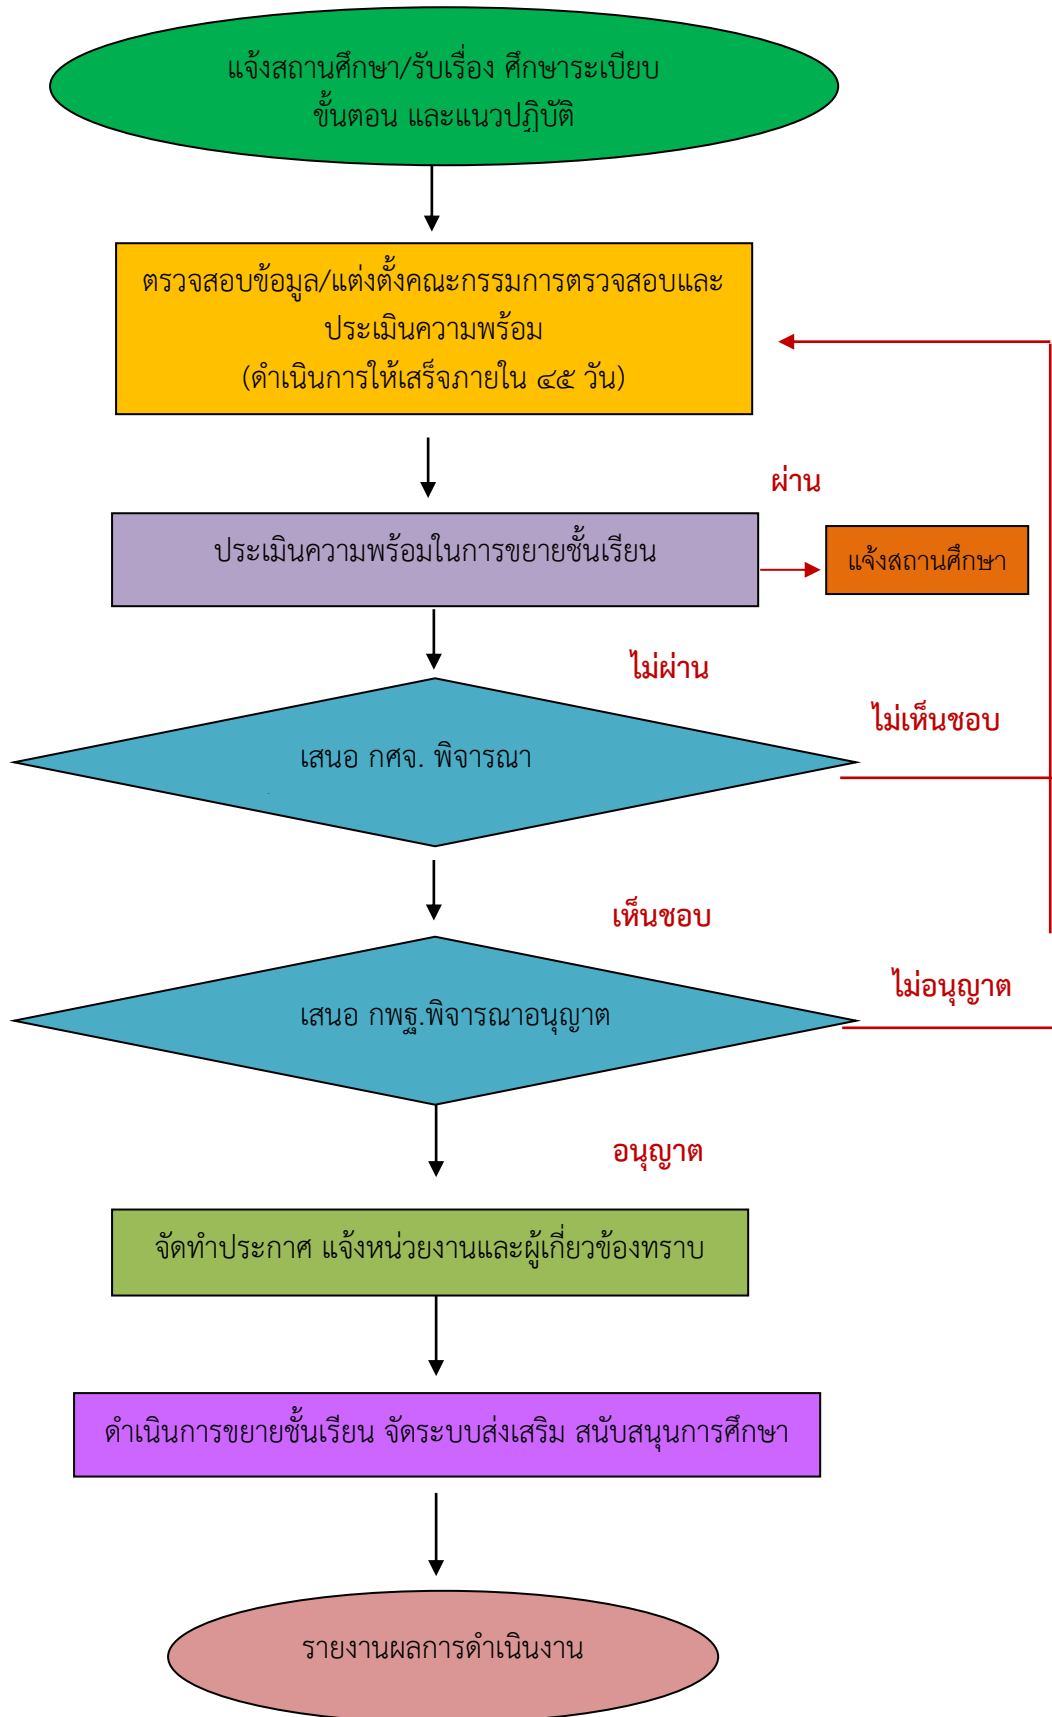 แจ้งสถานศึกษา/รับเรื่อง ศึกษาระเบียบ
ขั้นตอน และแนวปฏิบัติ
ตรวจสอบข้อมูล/แต่งตั้งคณะกรรมการตรวจสอบและ
ประเมินความพร้อม
(ดำเนินการให้เสร็จภายใน ๔๕ วัน)
ผ่าน
ประเมินความพร้อมในการขยายชั้นเรียน
แจ้งสถานศึกษา
ไม่ผ่าน
ไม่เห็นชอบ
เสนอ กศจ. พิจารณา
เห็นชอบ
ไม่อนุญาต
เสนอ กพฐ.พิจารณาอนุญาต
อนุญาต
จัดทำประกาศ แจ้งหน่วยงานและผู้เกี่ยวข้องทราบ
ดำเนินการขยายชั้นเรียน จัดระบบส่งเสริม สนับสนุนการศึกษา
รายงานผลการดำเนินงาน